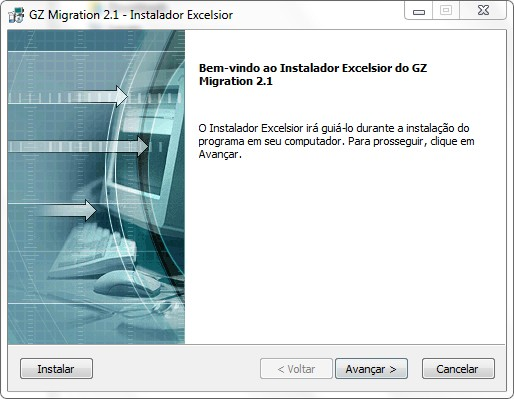 GZ Migration 2.1 - Instalador Excelsior
Bem-vindo ao Instalador Excelsior do GZ
Migration 2.1
O Instalador Excelsior irá guiá-lo durante a instalação do
programa em seu computador. Para prosseguir, clique em
Avançar.
Instalar
< Voltar
Avançar >
Cancelar